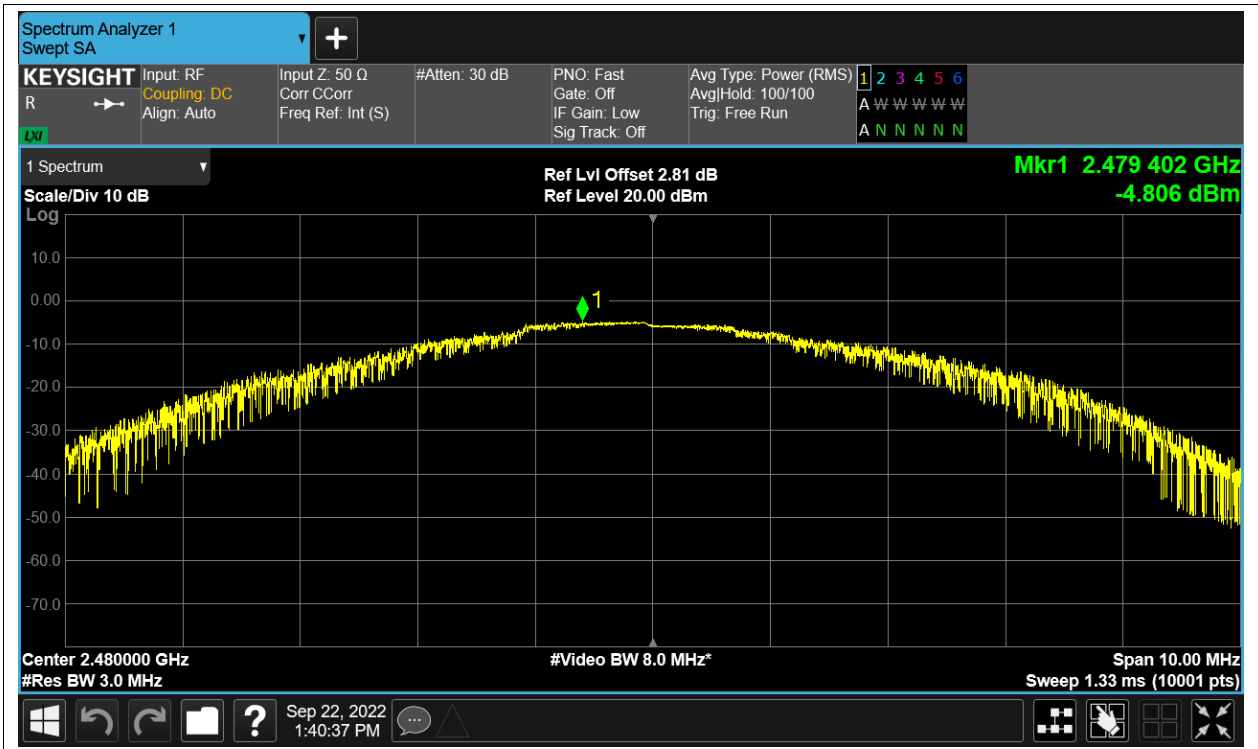 Spectrum Analyzer 1
Swept SA
KEYSIGHT
R
LXI
Input: RF
Coupling: DC
Align: Auto
Input Z: 50 Ω
Corr CCorr
Freq Ref: Int (S)
#Atten: 30 dB
PNO: Fast
Gate: Off
IF Gain: Low
Sig Track: Off
Avg Type: Power (RMS)
Avg|Hold: 100/100
Trig: Free Run
1 2 3 4 5 6
A W W W W W
A N N N N N
1 Spectrum
Scale/Div 10 dB
Ref Lvl Offset 2.81 dB
Ref Level 20.00 dBm
Mkr1 2.479 402 GHz
-4.806 dBm
Log
10.0
0.00
-10.0
-20.0
-30.0
-40.0
-50.0
-60.0
-70.0
1
Center 2.480000 GHz
#Res BW 3.0 MHz
#Video BW 8.0 MHz*
Span 10.00 MHz
Sweep 1.33 ms (10001 pts)
?
Sep 22, 2022
1:40:37 PM